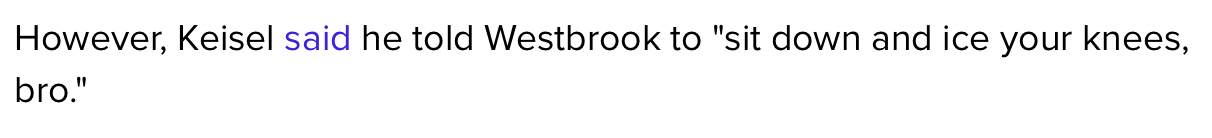 However, Keisel said he told Westbrook to "sit down and ice your knees,
bro."